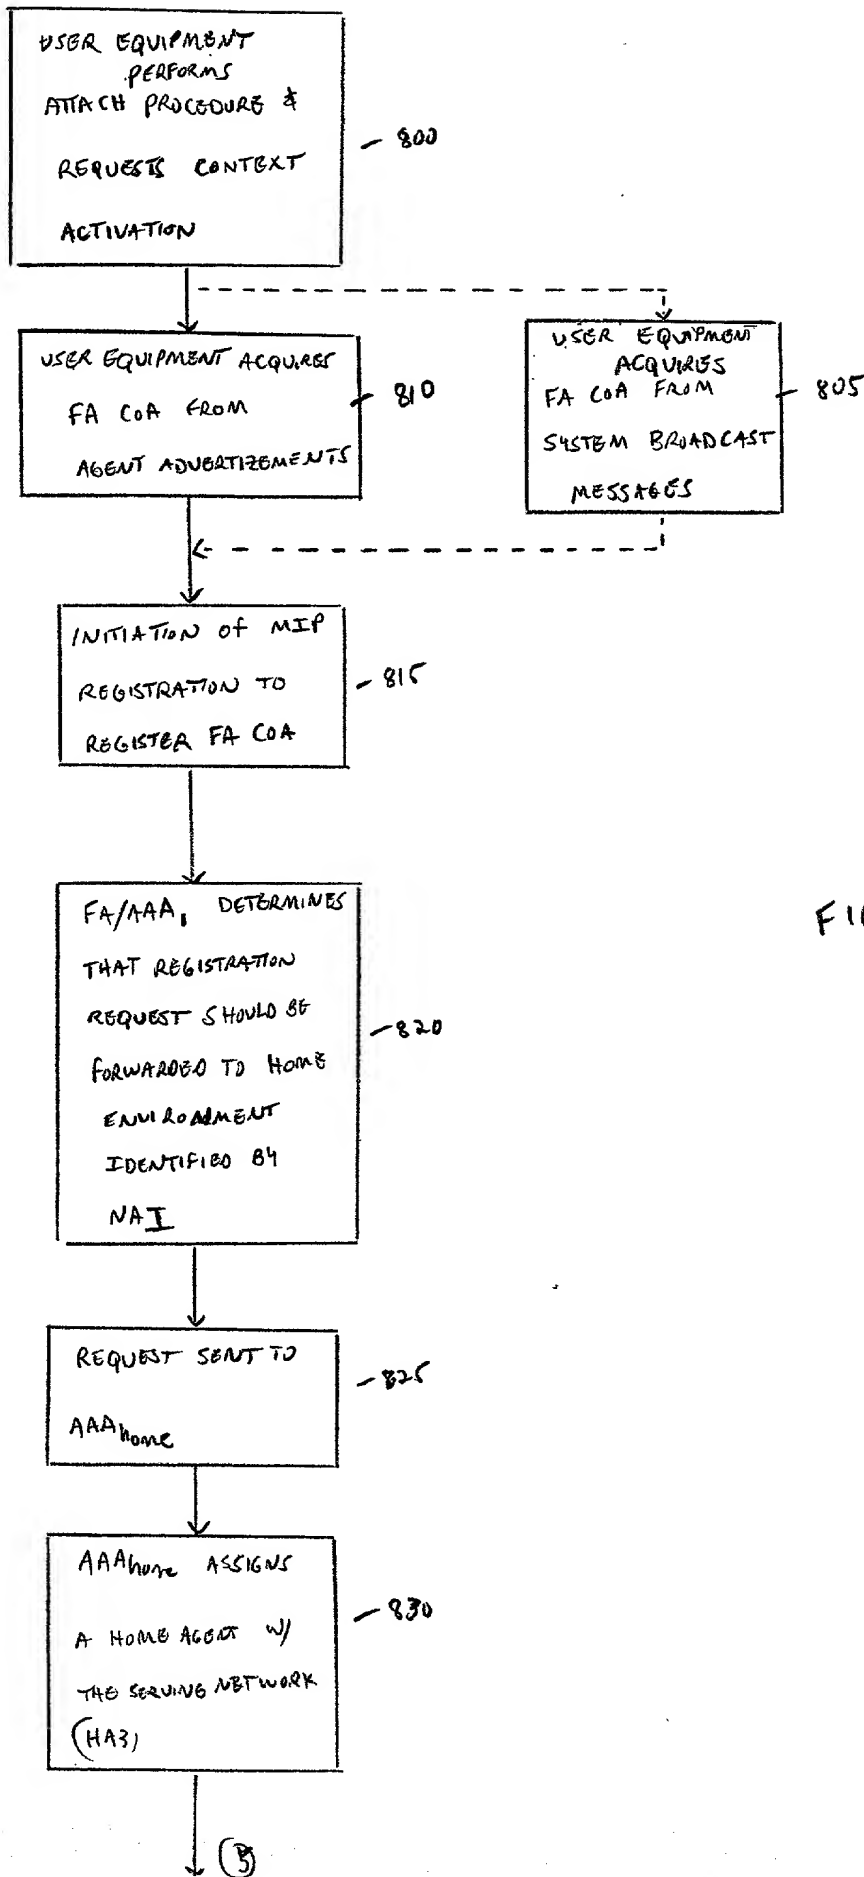 USER EQUIPMENT
PERFORMS
ATTACH PROCEDURE &
REQUESTS CONTEXT
ACTIVATION
800
USER EQUIPMENT ACQUIRES
FA COA FROM
AGENT ADVERTIZEMENTS
810
USER EQUIPMENT
ACQUIRES
FA COA FROM
SYSTEM BROADCAST
MESSAGES
805
INITIATION OF MIP
REGISTRATION TO
REGISTER FA COA
815
FA/AAA, DETERMINES
THAT REGISTRATION
REQUEST SHOULD BE
FORWARDED TO HOME
ENVIRONMENT
IDENTIFIED BY
NAI
820
REQUEST SENT TO
AAAhome
825
AAAhome ASSIGNS
A HOME AGENT W/
THE SERVING NETWORK
(HA3)
830